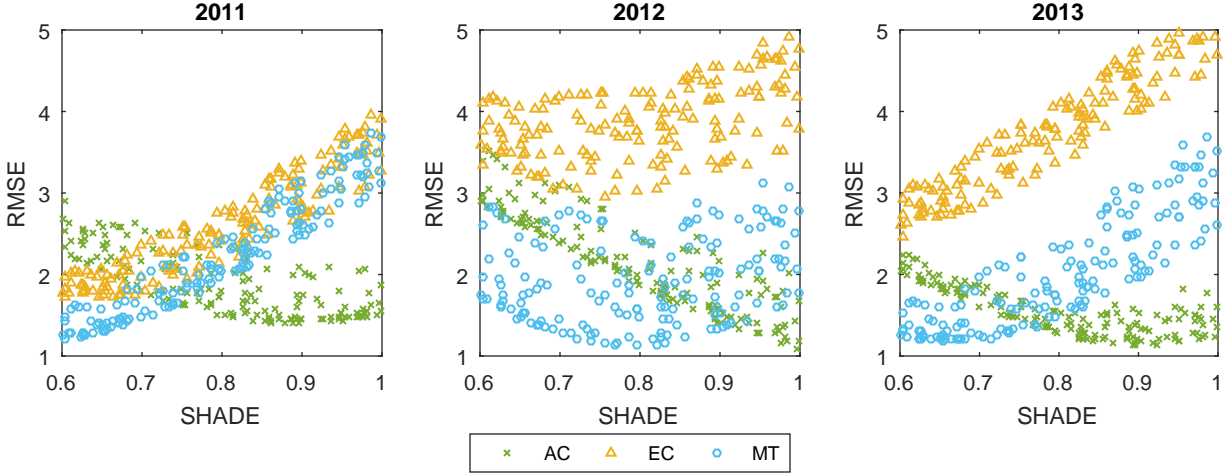 2011 2012 2013
5 5 5
4 4 4
RMSE 3 RMSE 3 RMSE 3
2 2 2
1 1 1
0.6 0.7 0.8 0.9 1 0.6 0.7 0.8 0.9 1 0.6 0.7 0.8 0.9 1
SHADE SHADE SHADE
AC EC MT